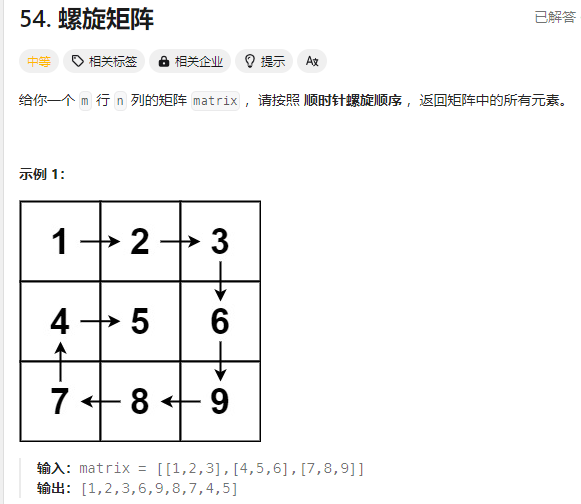 54. 螺旋矩阵
已解答
中等 相关标签 相关企业 提示 Aあ
给你一个 m 行 n 列的矩阵 matrix ，请按照 顺时针螺旋顺序 ，返回矩阵中的所有元素。
示例 1：
1 2 3
4 5 6
7 8 9
输入：matrix = [[1,2,3],[4,5,6],[7,8,9]]
输出：[1,2,3,6,9,8,7,4,5]